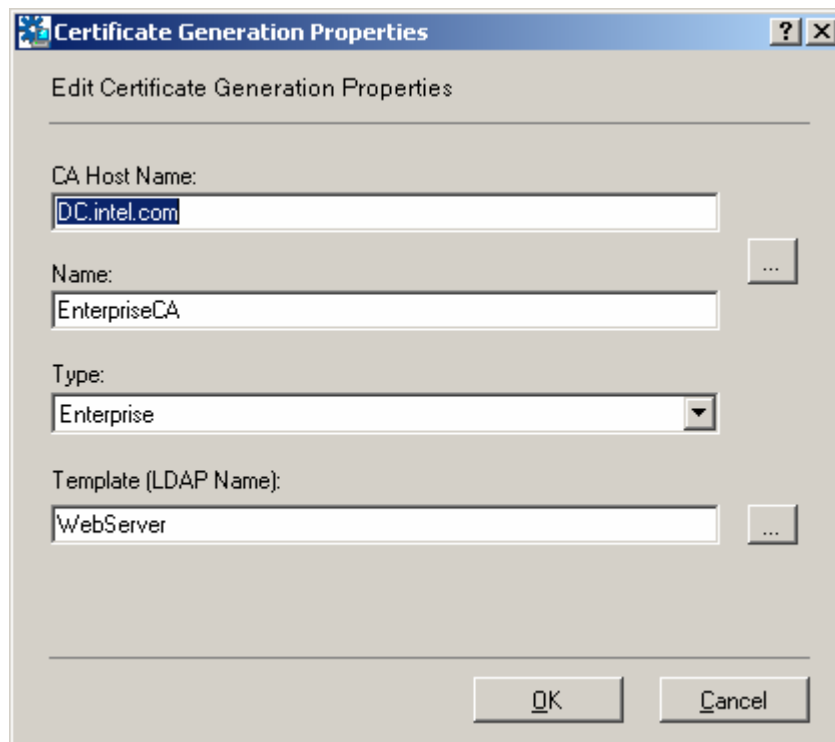 Certificate Generation Properties
Edit Certificate Generation Properties
CA Host Name:
DC.intel.com
...
Name:
EnterpriseCA
Type:
Enterprise
Template (LDAP Name):
WebServer
...
OK
Cancel